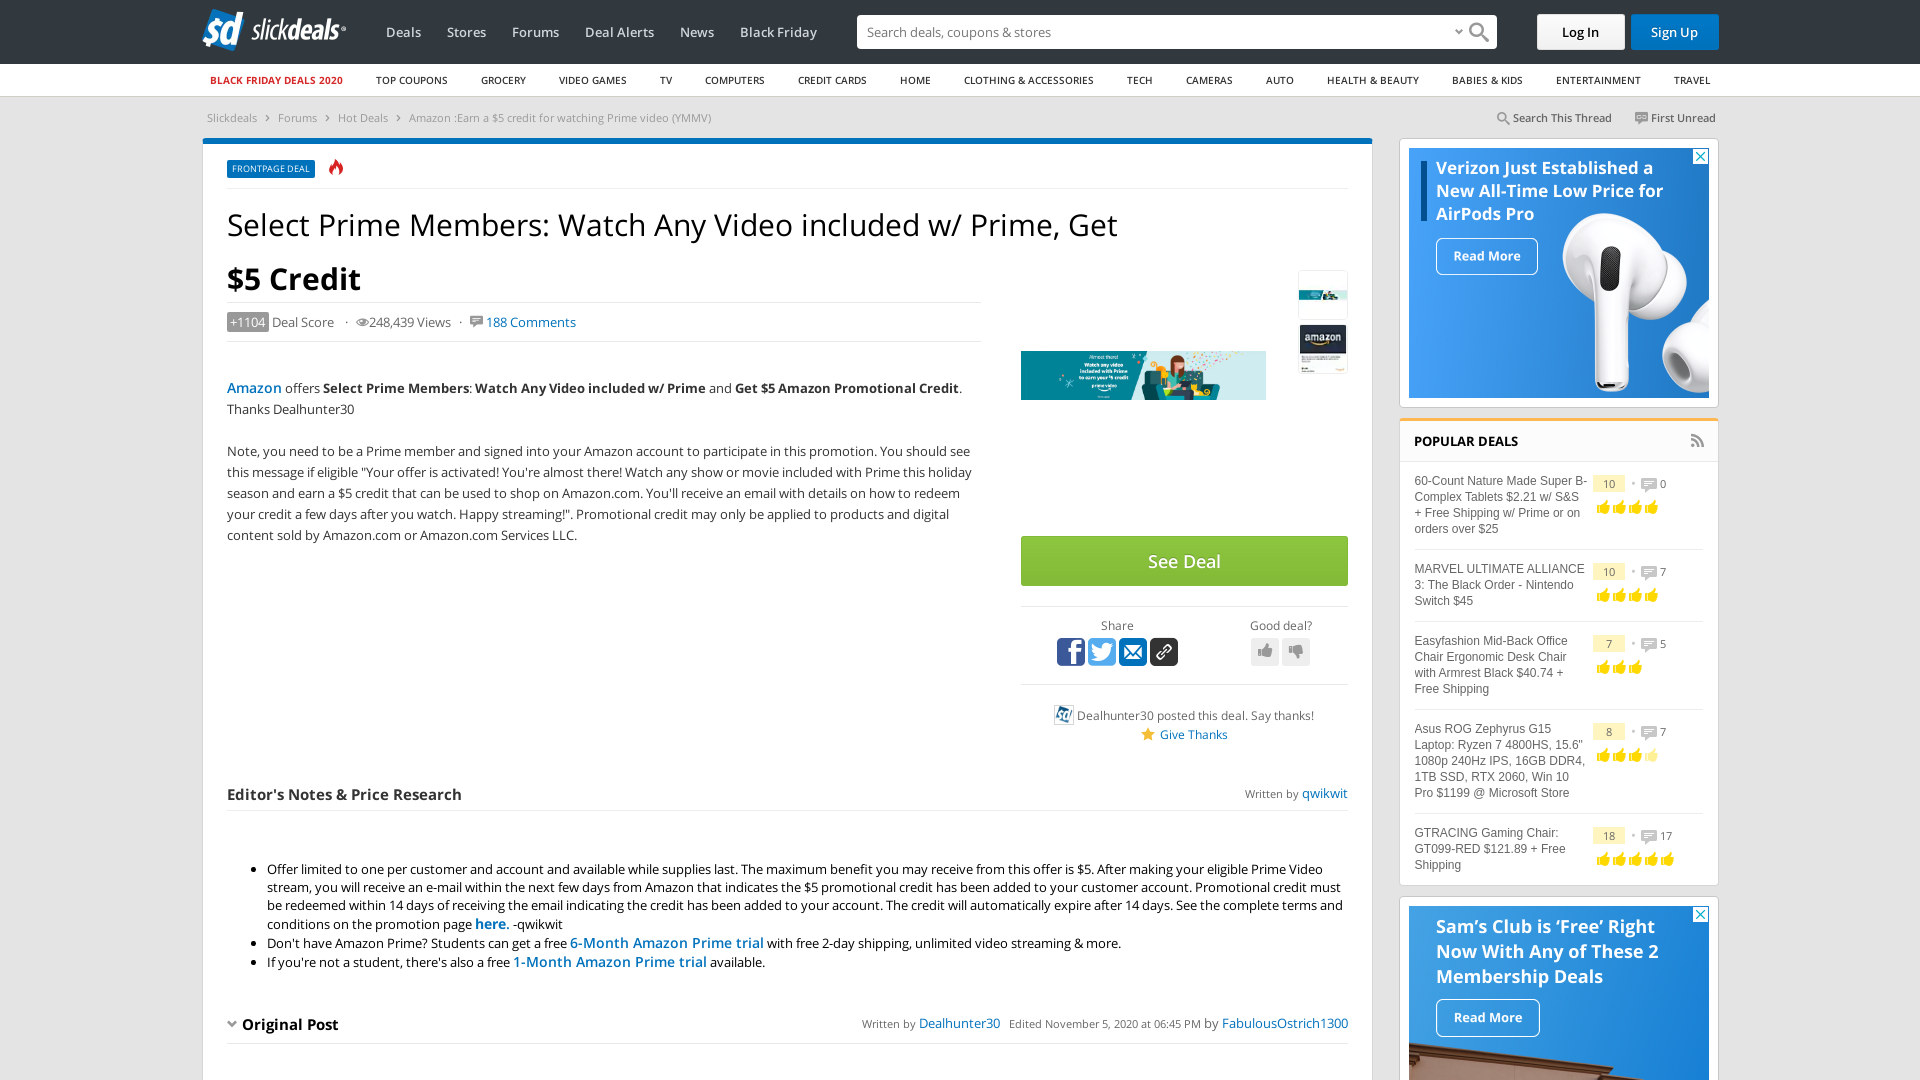 slickdeals
Deals
Stores
Forums
Deal Alerts
News
Black Friday
Search deals, coupons & stores
Log In
Sign Up
BLACK FRIDAY DEALS 2020
TOP COUPONS
GROCERY
VIDEO GAMES
TV
COMPUTERS
CREDIT CARDS
HOME
CLOTHING & ACCESSORIES
TECH
CAMERAS
AUTO
HEALTH & BEAUTY
BABIES & KIDS
ENTERTAINMENT
TRAVEL
Slickdeals > Forums > Hot Deals > Amazon :Earn a $5 credit for watching Prime video (YMMV)
Search This Thread
First Unread
FRONTPAGE DEAL
Select Prime Members: Watch Any Video included w/ Prime, Get
$5 Credit
+1104 Deal Score · 248,439 Views · 188 Comments
Amazon offers Select Prime Members: Watch Any Video included w/ Prime and Get $5 Amazon Promotional Credit.
Thanks Dealhunter30
Note, you need to be a Prime member and signed into your Amazon account to participate in this promotion. You should see
this message if eligible "Your offer is activated! You're almost there! Watch any show or movie included with Prime this holiday
season and earn a $5 credit that can be used to shop on Amazon.com. You'll receive an email with details on how to redeem
your credit a few days after you watch. Happy streaming!". Promotional credit may only be applied to products and digital
content sold by Amazon.com or Amazon.com Services LLC.
Almost there!
Watch any video
included with Prime
to earn your $5 credit
prime video
amazon
See Deal
Share
Good deal?
Dealhunter30 posted this deal. Say thanks!
Give Thanks
Editor's Notes & Price Research
Written by qwikwit
Offer limited to one per customer and account and available while supplies last. The maximum benefit you may receive from this offer is $5. After making your eligible Prime Video
stream, you will receive an e-mail within the next few days from Amazon that indicates the $5 promotional credit has been added to your customer account. Promotional credit must
be redeemed within 14 days of receiving the email indicating the credit has been added to your account. The credit will automatically expire after 14 days. See the complete terms and
conditions on the promotion page here. -qwikwit
Don't have Amazon Prime? Students can get a free 6-Month Amazon Prime trial with free 2-day shipping, unlimited video streaming & more.
If you're not a student, there's also a free 1-Month Amazon Prime trial available.
Original Post
Written by Dealhunter30 Edited November 5, 2020 at 06:45 PM by FabulousOstrich1300
Verizon Just Established a
New All-Time Low Price for
AirPods Pro
Read More
POPULAR DEALS
60-Count Nature Made Super B-
Complex Tablets $2.21 w/ S&S
+ Free Shipping w/ Prime or on
orders over $25
10 • 0
MARVEL ULTIMATE ALLIANCE
3: The Black Order - Nintendo
Switch $45
10 • 7
Easyfashion Mid-Back Office
Chair Ergonomic Desk Chair
with Armrest Black $40.74 +
Free Shipping
7 • 5
Asus ROG Zephyrus G15
Laptop: Ryzen 7 4800HS, 15.6"
1080p 240Hz IPS, 16GB DDR4,
1TB SSD, RTX 2060, Win 10
Pro $1199 @ Microsoft Store
8 • 7
GTRACING Gaming Chair:
GT099-RED $121.89 + Free
Shipping
18 • 17
Sam's Club is ‘Free’ Right
Now With Any of These 2
Membership Deals
Read More